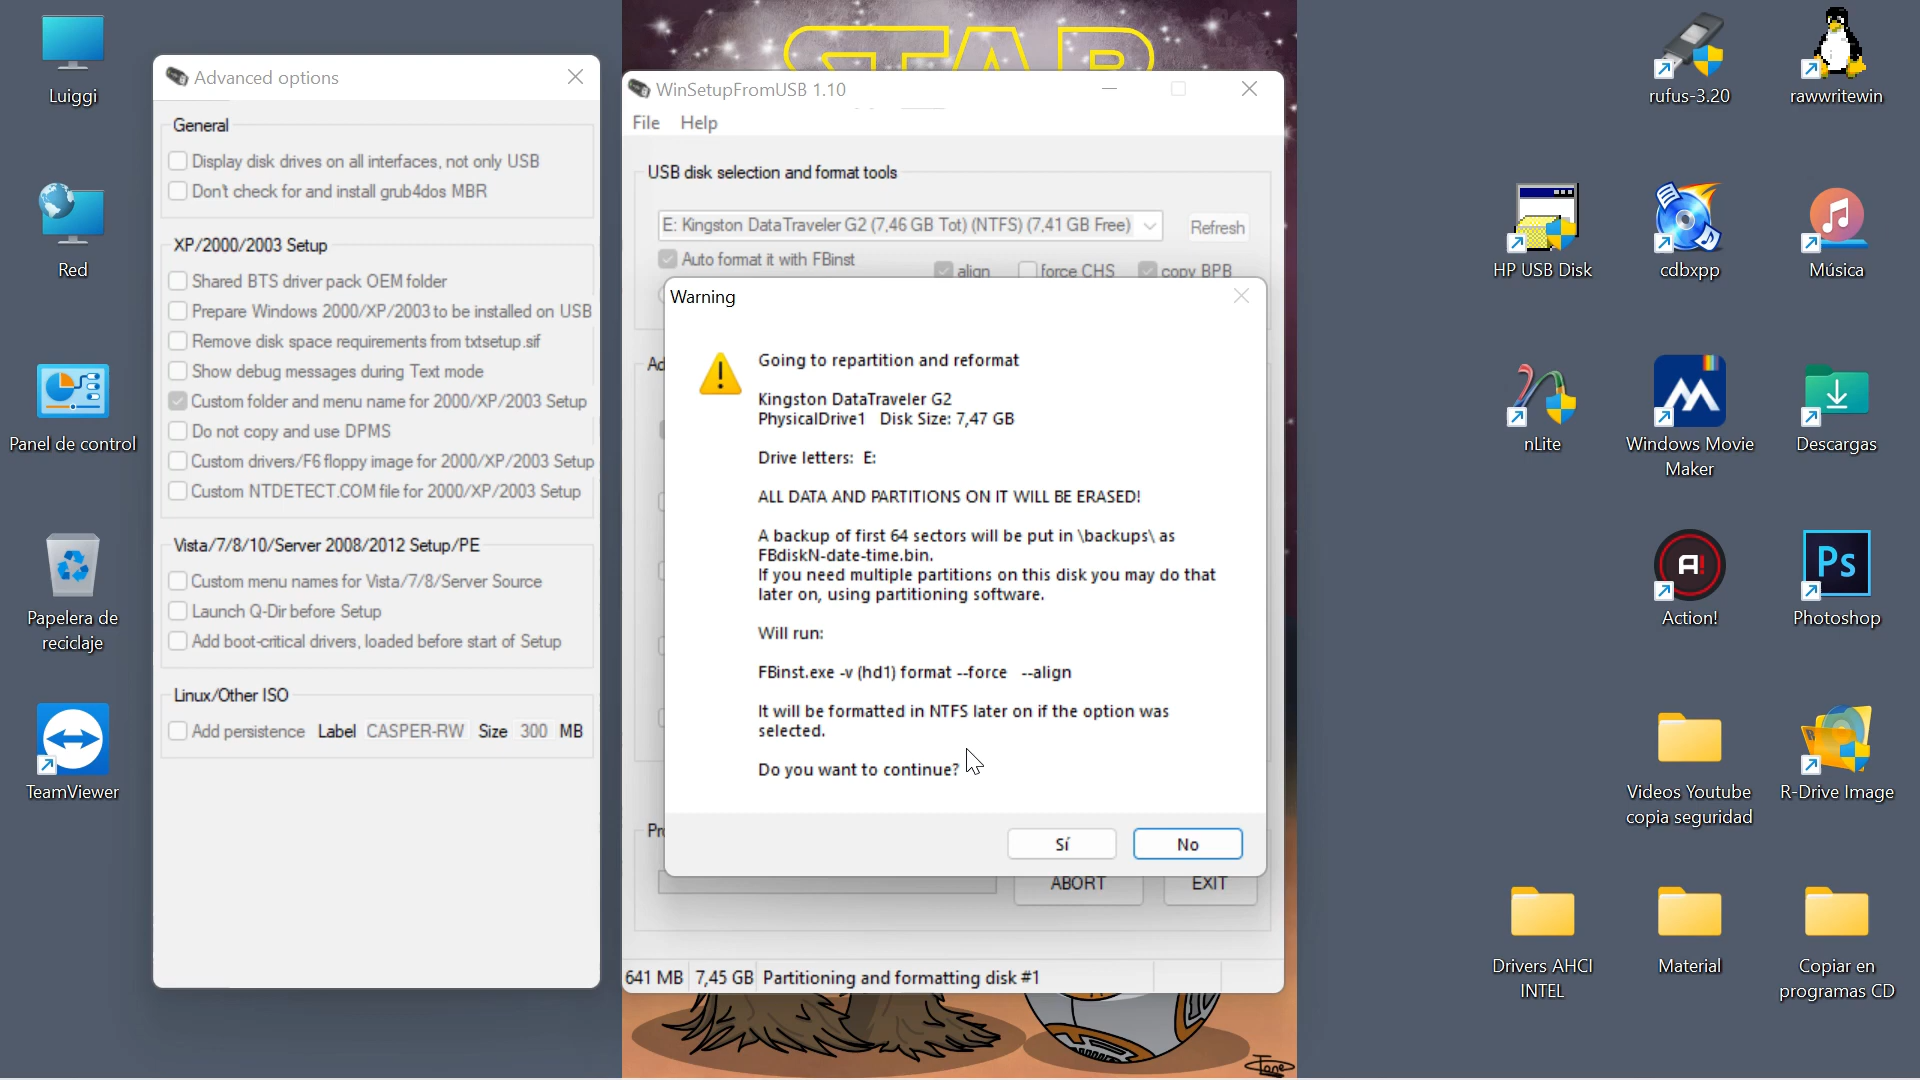 Luiggi
Red
Panel de control
Papelera de
reciclaje
TeamViewer
Advanced options
General
Display disk drives on all interfaces, not only USB
Don't check for and install grub4dos MBR
XP/2000/2003 Setup
Shared BTS driver pack OEM folder
Prepare Windows 2000/XP/2003 to be installed on USB
Remove disk space requirements from txtsetup.sif
Show debug messages during Text mode
Custom folder and menu name for 2000/XP/2003 Setup
Do not copy and use DPMS
Custom drivers/F6 floppy image for 2000/XP/2003 Setup
Custom NTDETECT.COM file for 2000/XP/2003 Setup
Vista/7/8/10/Server 2008/2012 Setup/PE
Custom menu names for Vista/7/8/Server Source
Launch Q-Dir before Setup
Add boot-critical drivers, loaded before start of Setup
Linux/Other ISO
Add persistence Label CASPER-RW Size 300 MB
STAR
WinSetupFromUSB 1.10
File Help
USB disk selection and format tools
E: Kingston DataTraveler G2 (7,46 GB Tot) (NTFS) (7,41 GB Free)
Refresh
Auto format it with FBinst
align force CHS copy BPB
Ad
Warning
Going to repartition and reformat
Kingston DataTraveler G2
PhysicalDrive1 Disk Size: 7,47 GB
Drive letters: E:
ALL DATA AND PARTITIONS ON IT WILL BE ERASED!
A backup of first 64 sectors will be put in \backups\ as
FBdiskN-date-time.bin.
If you need multiple partitions on this disk you may do that
later on, using partitioning software.
Will run:
FBinst.exe -v (hd1) format --force --align
It will be formatted in NTFS later on if the option was
selected.
Do you want to continue?
Sí No
Pr
ABORT EXIT
641 MB 7,45 GB Partitioning and formatting disk #1
rufus-3.20
rawwritewin
HP USB Disk
cdbxpp
Música
nLite
Windows Movie
Maker
Descargas
A!
Action!
Ps
Photoshop
Videos Youtube
copia seguridad
R-Drive Image
Drivers AHCI
INTEL
Material
Copiar en
programas CD